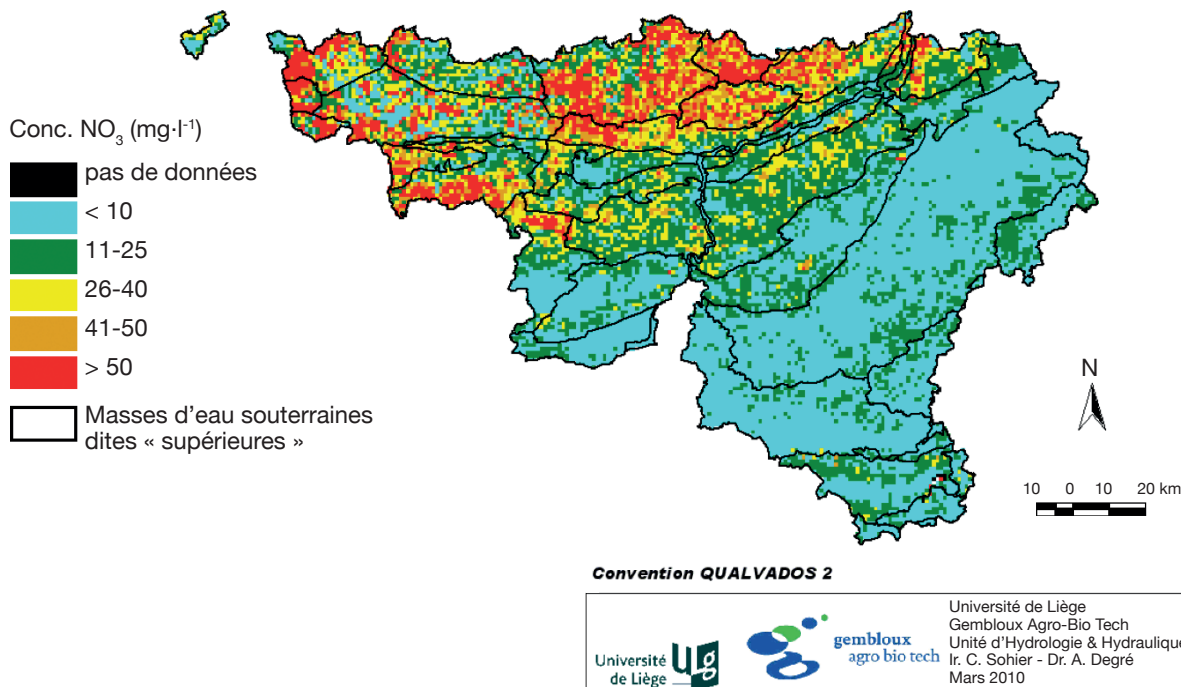 Conc. NO3 (mg·l-1)
pas de données
< 10
11-25
26-40
41-50
> 50
Masses d'eau souterraines
dites « supérieures »
N
10 0 10 20 km
Convention QUALVADOS 2
Université
de Liège
ULg
gembloux
agro bio tech
Université de Liège
Gembloux Agro-Bio Tech
Unité d'Hydrologie & Hydraulique
Ir. C. Sohier - Dr. A. Degré
Mars 2010